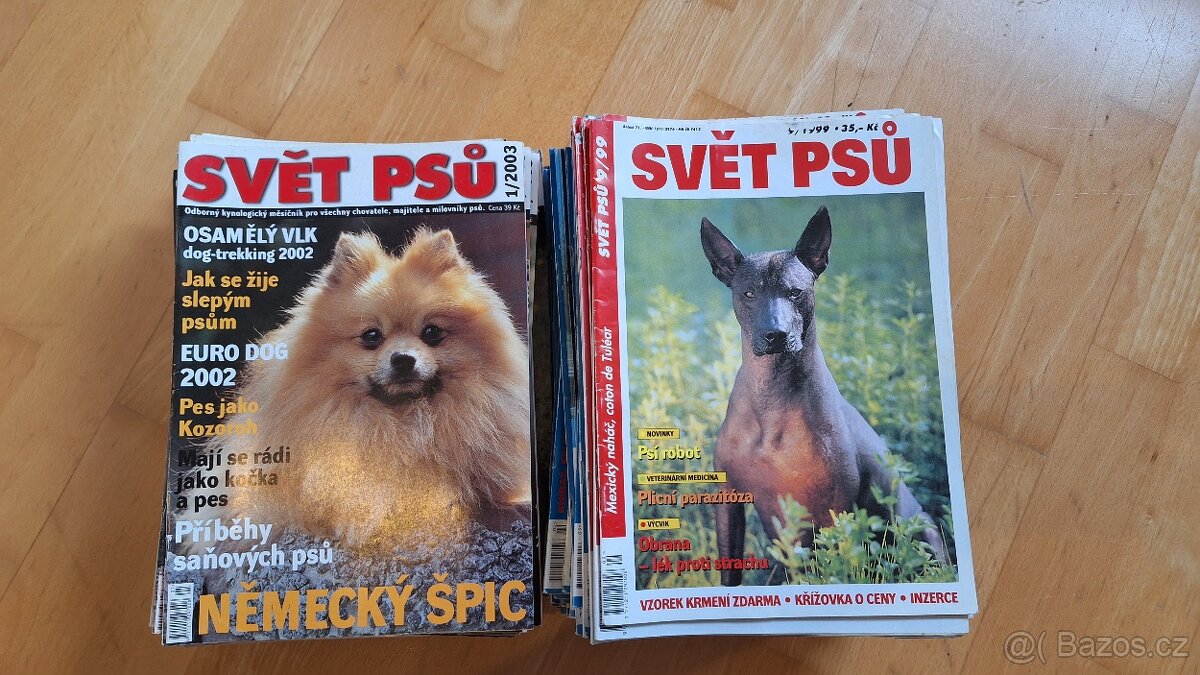 SVĚT PSŮ
1/2003
Odborný kynologický měsíčník pro všechny chovatele, majitele a milovníky psů. Cena 39 Kč
OSAMĚLÝ VLK
dog-trekking 2002
Jak se žije
slepým
psům
EURO DOG
2002
Pes jako
Kozoroh
Mají se rádi
jako kočka
a pes
Příběhy
saňových psů
NĚMECKÝ ŠPIC
9/1999 • 35,- Kč
SVĚT PSŮ
SVĚT PSŮ 9/99
Mexický naháč, coton de Tuléar
NOVINKY
Psí robot
VETERINÁRNÍ MEDICÍNA
Plicní parazitóza
• VÝCVIK
Obrana
– lék proti strachu
VZOREK KRMENÍ ZDARMA • KŘÍŽOVKA O CENY • INZERCE
Bazos.cz